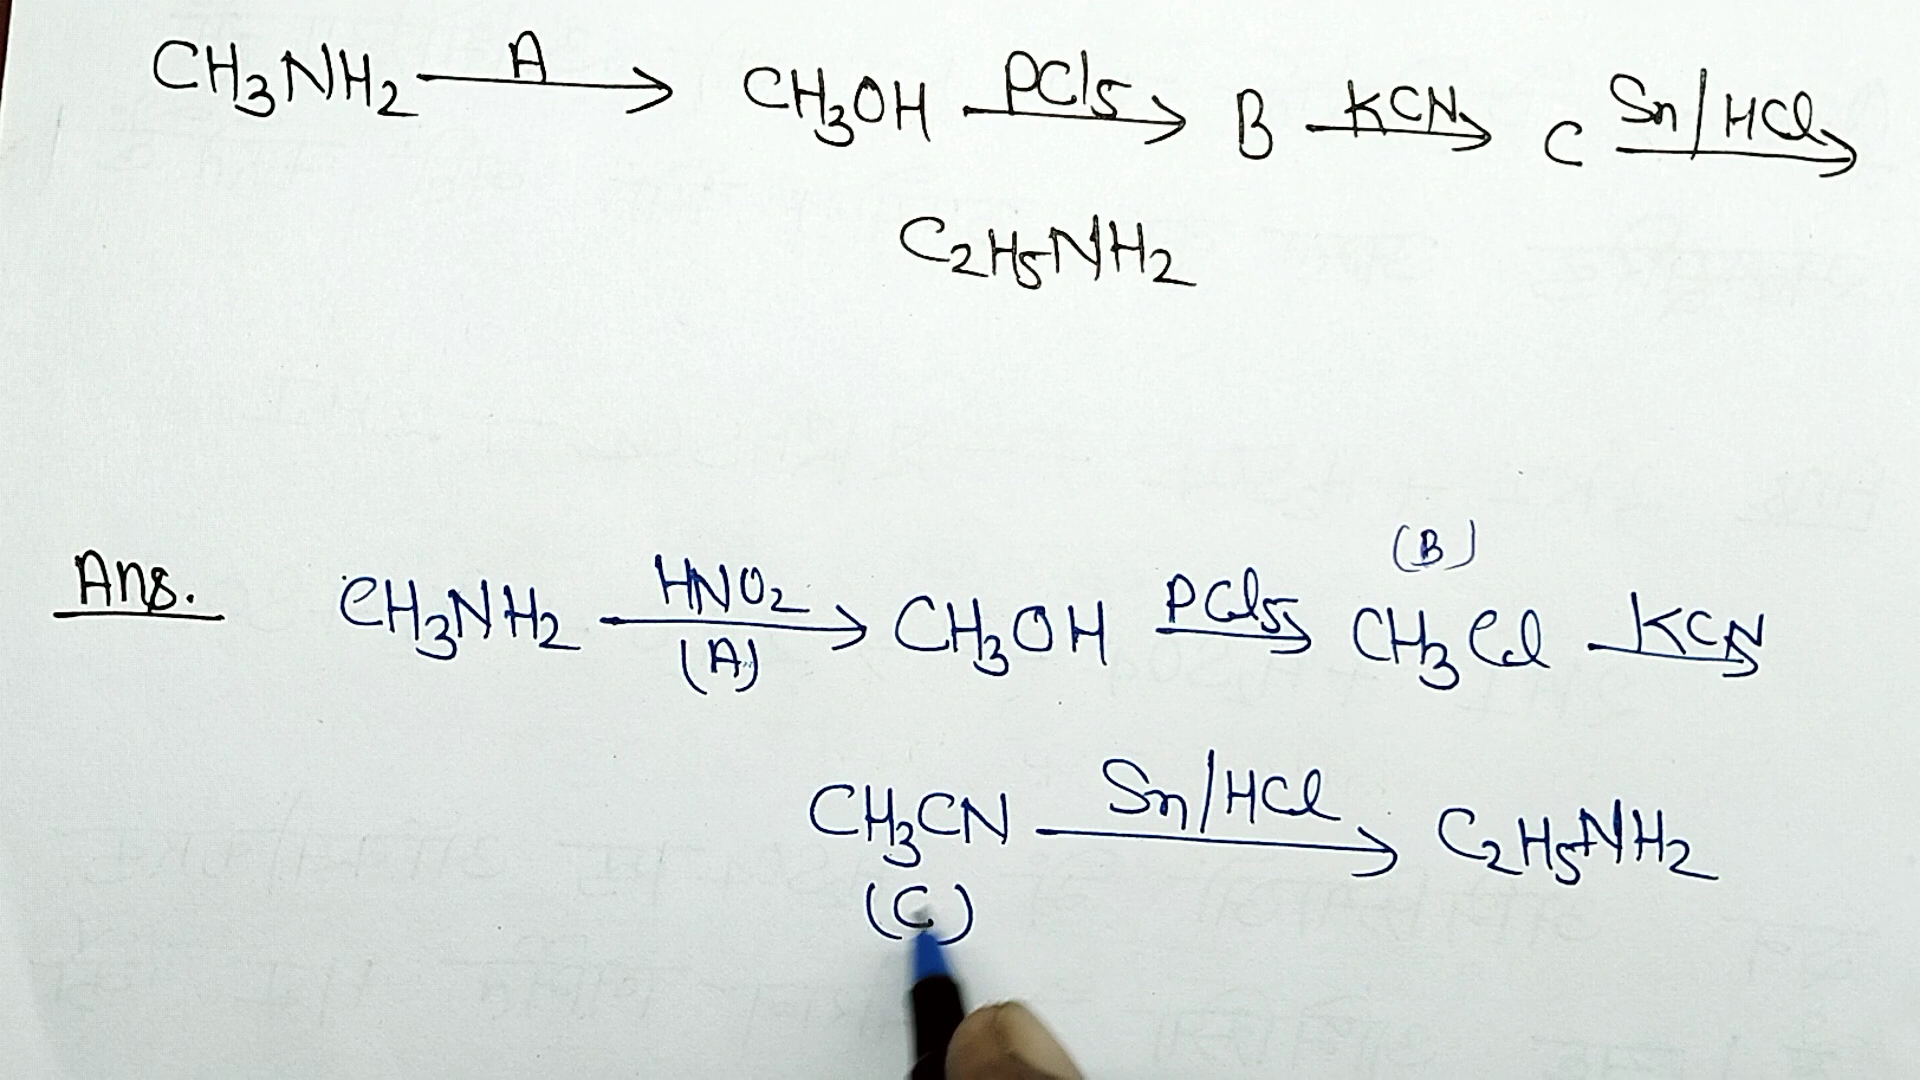 CH₃NH₂ —A→ CH₃OH —PCl₅→ B —KCN→ C —Sn/HCl→
C₂H₅NH₂
Ans. CH₃NH₂ —HNO₂ (A)→ CH₃OH —PCl₅→ CH₃Cl (B) —KCN→
CH₃CN (C) —Sn/HCl→ C₂H₅NH₂